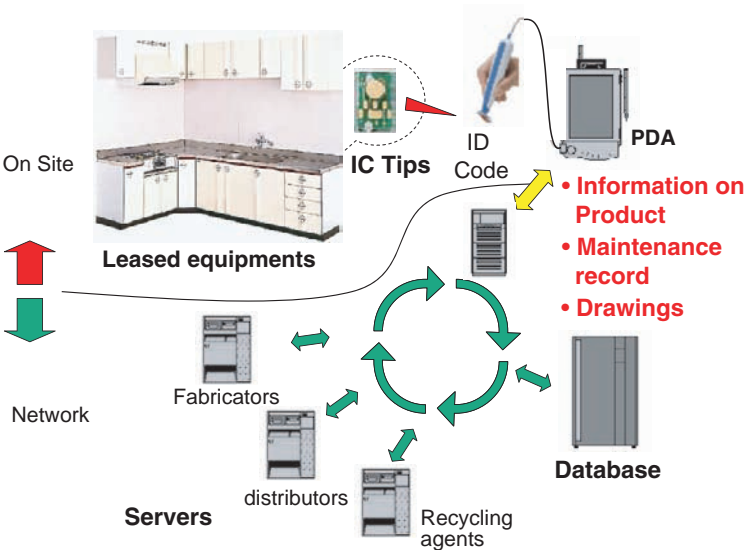 On Site
IC Tips
ID
Code
PDA
• Information on
Product
• Maintenance
record
• Drawings
Leased equipments
Network
Fabricators
distributors
Recycling
agents
Servers
Database